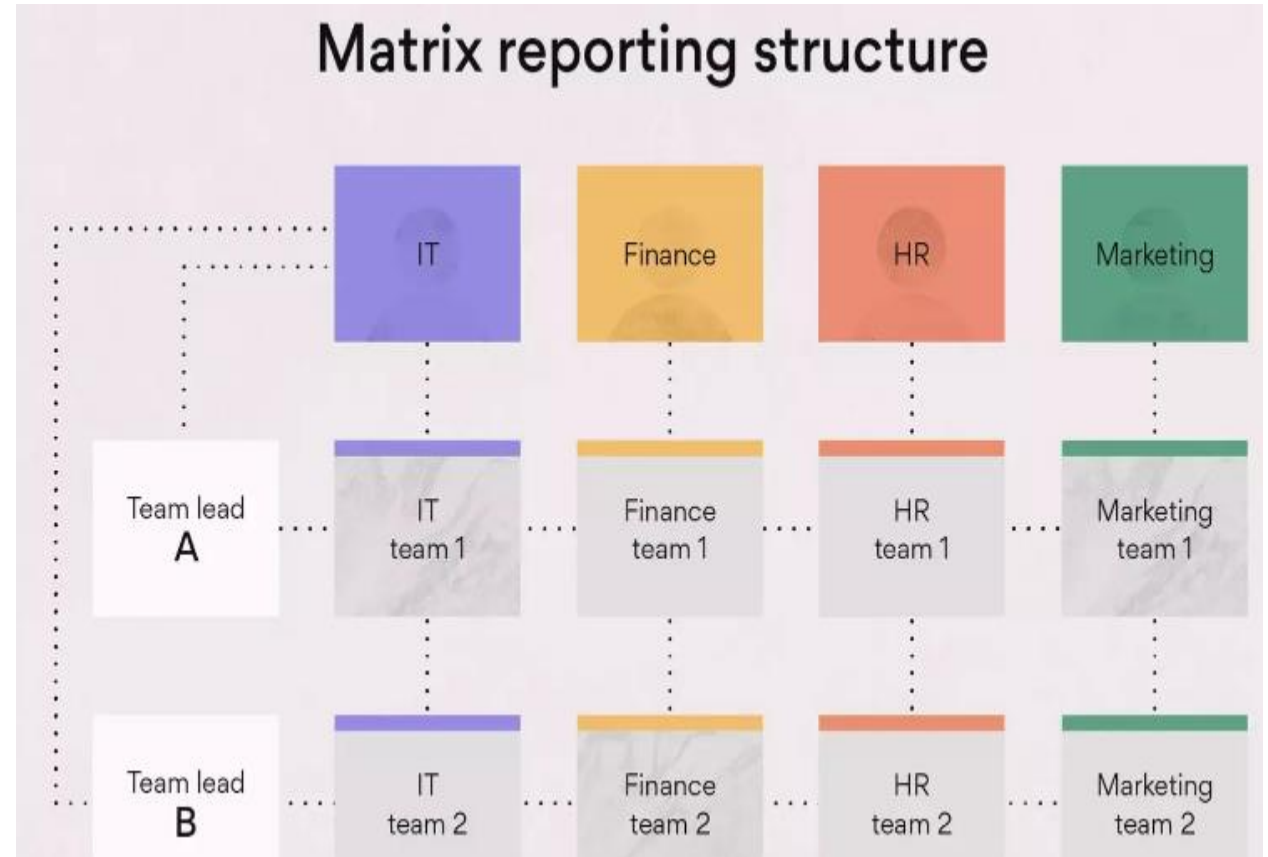 Matrix reporting structure
IT
Finance
HR
Marketing
Team lead
A
IT
team 1
Finance
team 1
HR
team 1
Marketing
team 1
Team lead
B
IT
team 2
Finance
team 2
HR
team 2
Marketing
team 2